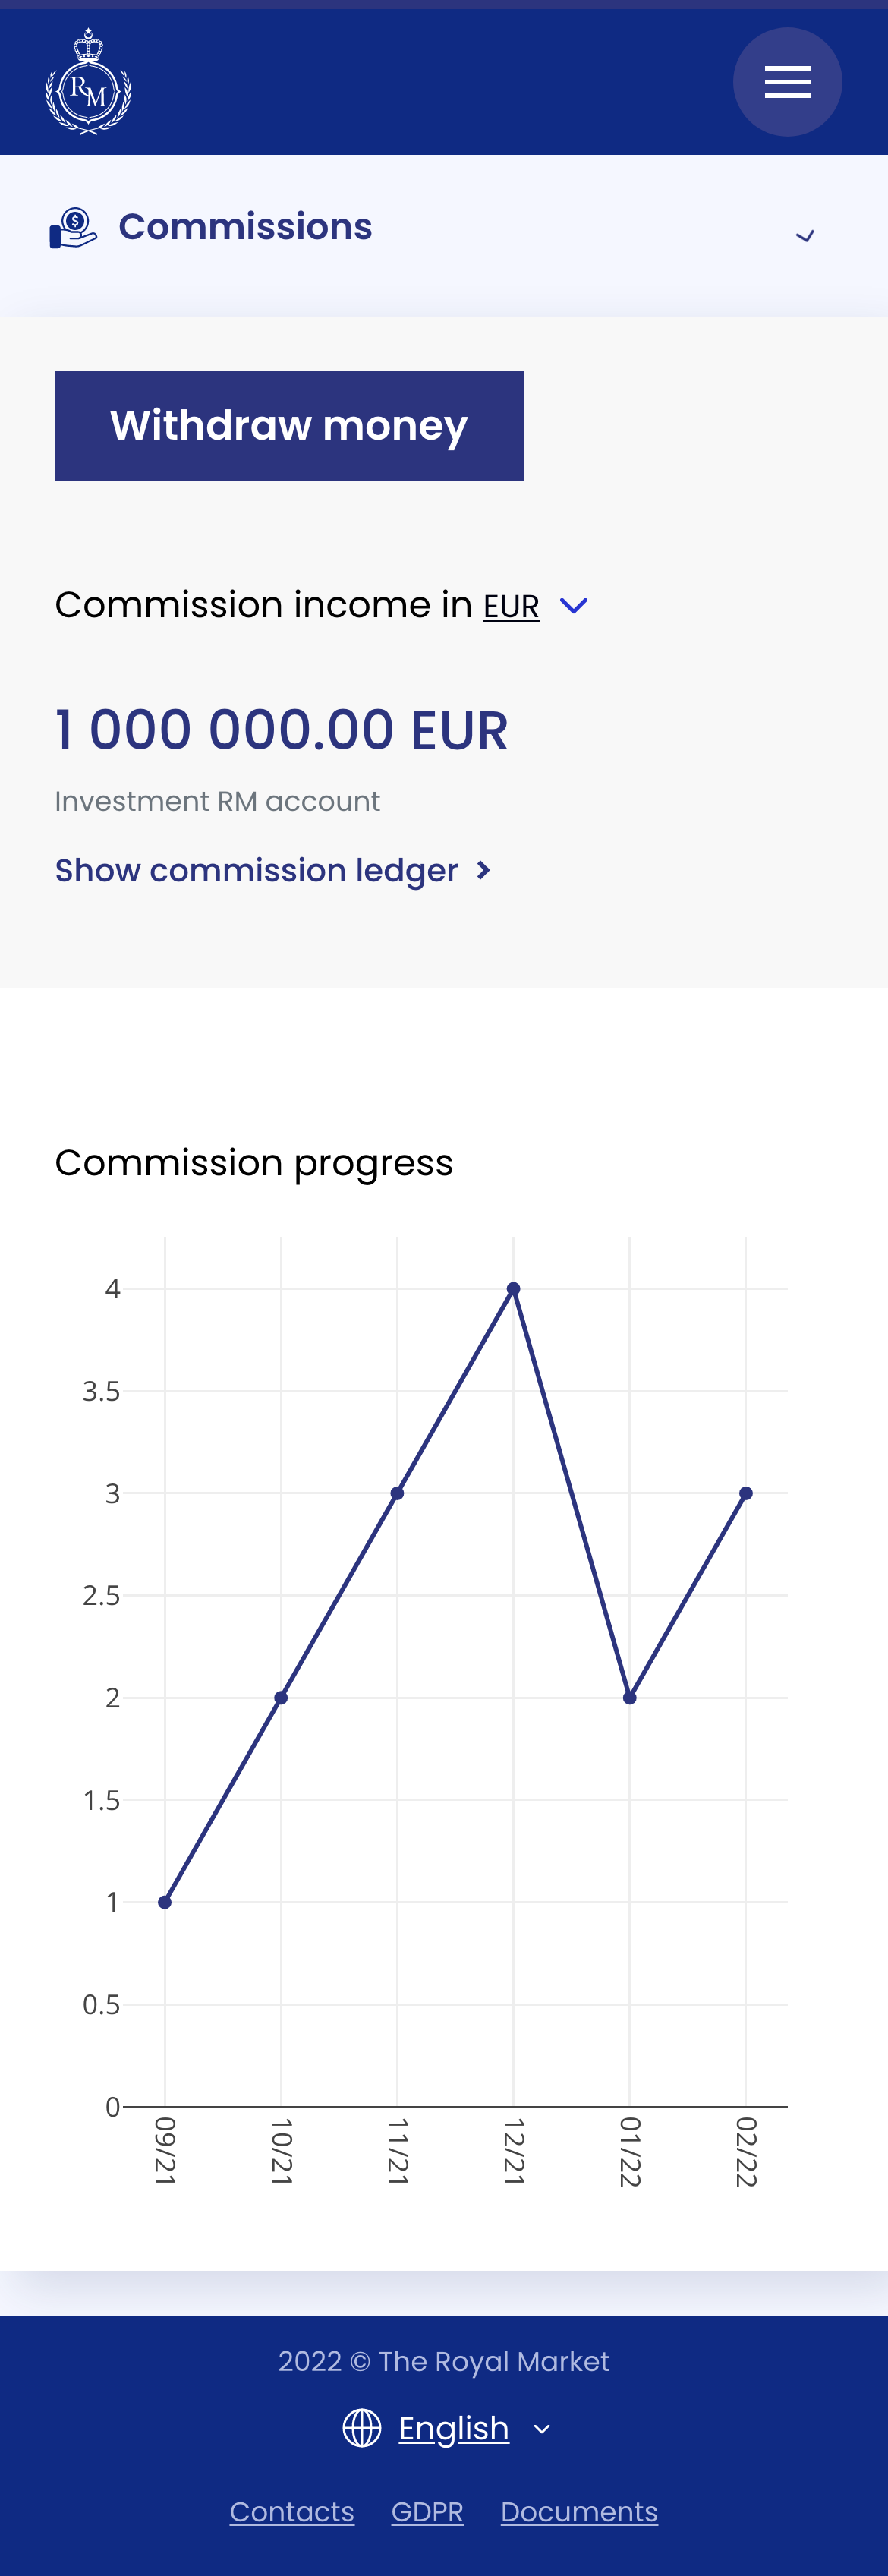 RM
Commissions
Withdraw money
Commission income in EUR
1 000 000.00 EUR
Investment RM account
Show commission ledger
Commission progress
4
3.5
3
2.5
2
1.5
1
0.5
0
09/21
10/21
11/21
12/21
01/22
02/22
2022 © The Royal Market
English
Contacts GDPR Documents